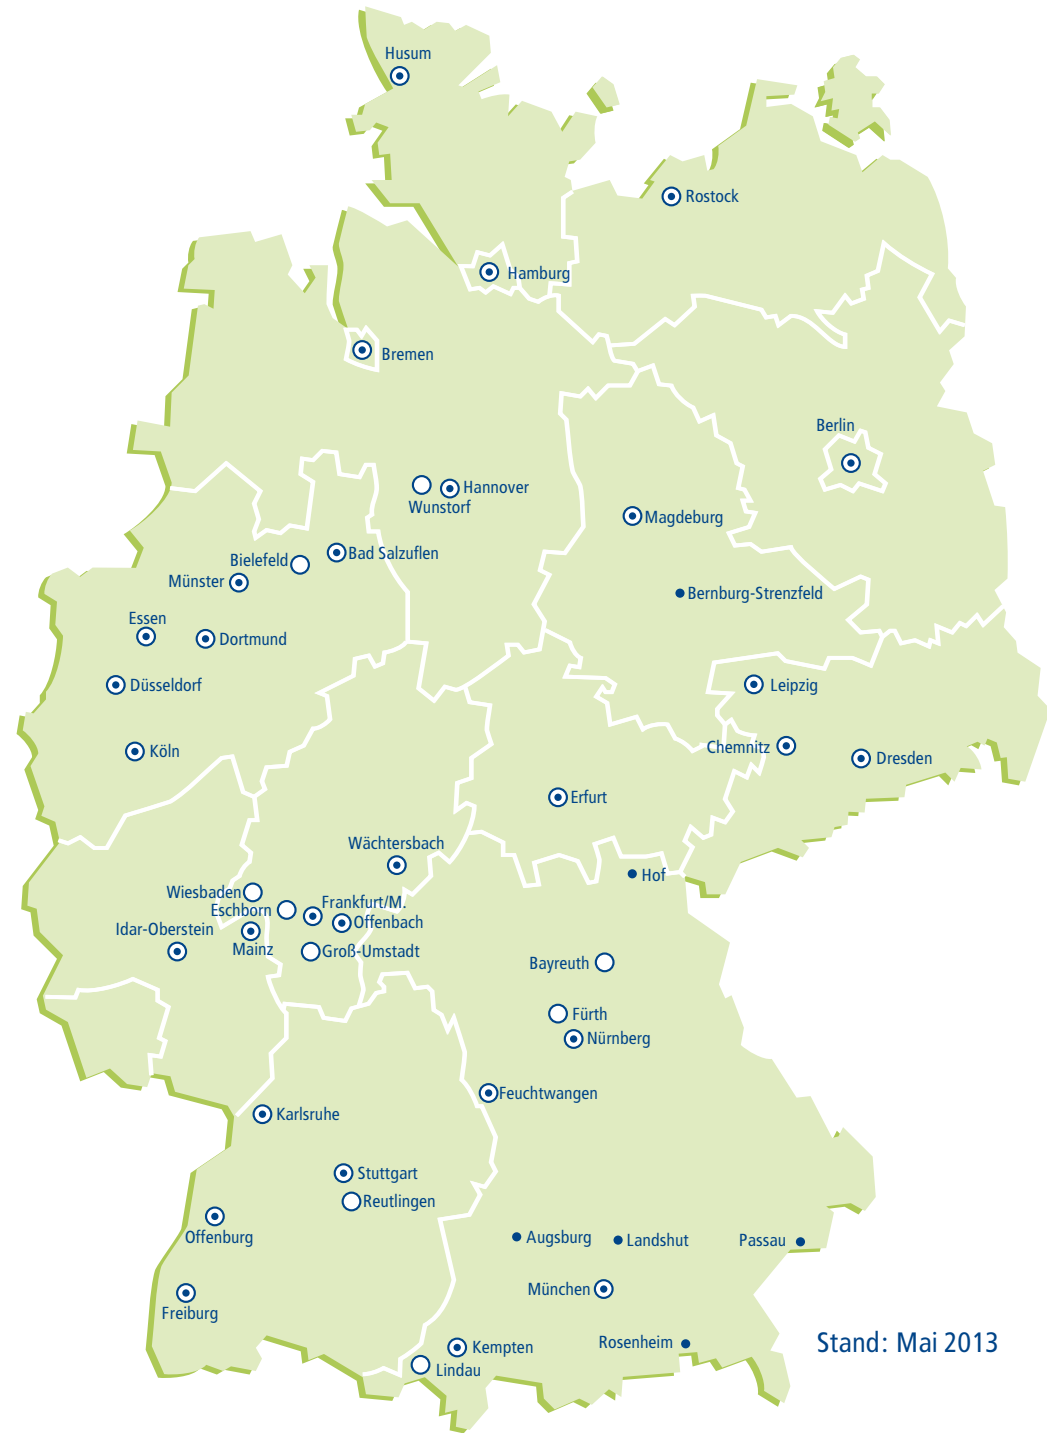 Husum
Rostock
Hamburg
Bremen
Berlin
Hannover
Wunstorf
Magdeburg
Bad Salzuflen
Bielefeld
Münster
Bernburg-Strenzfeld
Essen
Dortmund
Düsseldorf
Leipzig
Köln
Chemnitz
Dresden
Erfurt
Wächtersbach
Hof
Wiesbaden
Eschborn
Frankfurt/M.
Offenbach
Idar-Oberstein
Mainz
Groß-Umstadt
Bayreuth
Fürth
Nürnberg
Feuchtwangen
Karlsruhe
Stuttgart
Reutlingen
Offenburg
Augsburg
Landshut
Passau
München
Freiburg
Rosenheim
Kempten
Lindau
Stand: Mai 2013